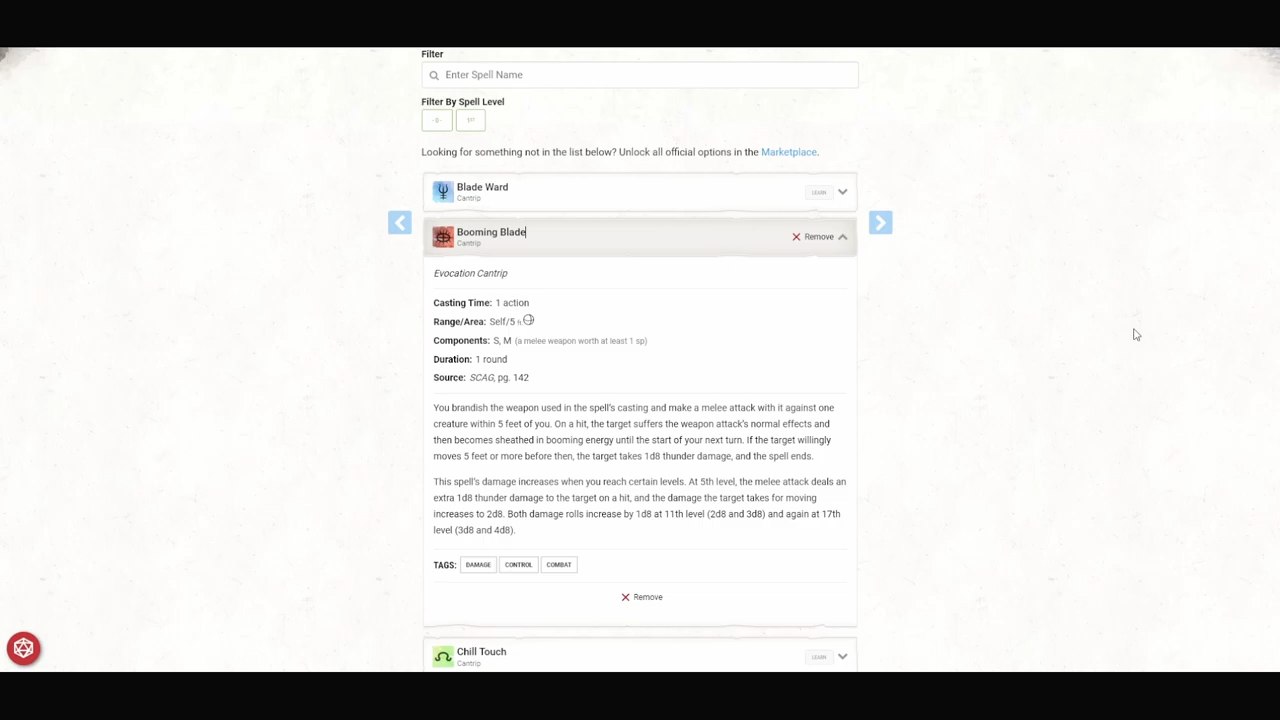 Filter
Enter Spell Name
Filter By Spell Level
- 0 -
1ST
Looking for something not in the list below? Unlock all official options in the Marketplace.
Blade Ward
Cantrip
LEARN
Booming Blade
Cantrip
Remove
Evocation Cantrip
Casting Time: 1 action
Range/Area: Self/5 ft.
Components: S, M (a melee weapon worth at least 1 sp)
Duration: 1 round
Source: SCAG, pg. 142
You brandish the weapon used in the spell's casting and make a melee attack with it against one
creature within 5 feet of you. On a hit, the target suffers the weapon attack's normal effects and
then becomes sheathed in booming energy until the start of your next turn. If the target willingly
moves 5 feet or more before then, the target takes 1d8 thunder damage, and the spell ends.
This spell's damage increases when you reach certain levels. At 5th level, the melee attack deals an
extra 1d8 thunder damage to the target on a hit, and the damage the target takes for moving
increases to 2d8. Both damage rolls increase by 1d8 at 11th level (2d8 and 3d8) and again at 17th
level (3d8 and 4d8).
TAGS: DAMAGE CONTROL COMBAT
Remove
Chill Touch
Cantrip
LEARN